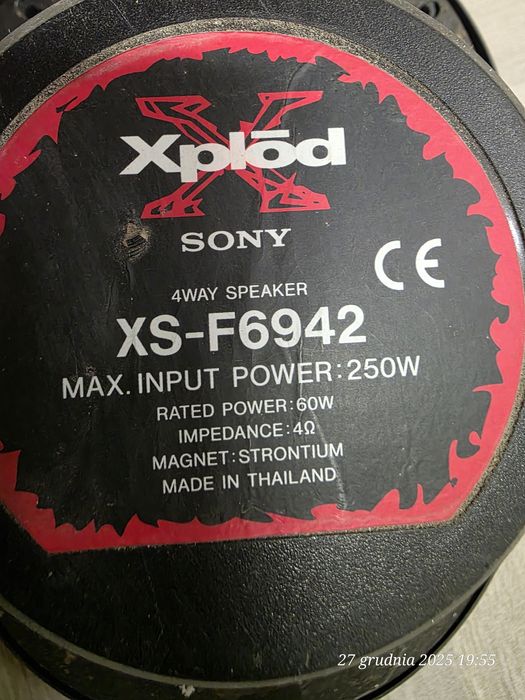 Xplōd
SONY
CE
4WAY SPEAKER
XS-F6942
MAX. INPUT POWER:250W
RATED POWER:60W
IMPEDANCE:4Ω
MAGNET:STRONTIUM
MADE IN THAILAND
27 grudnia 2025 19:55